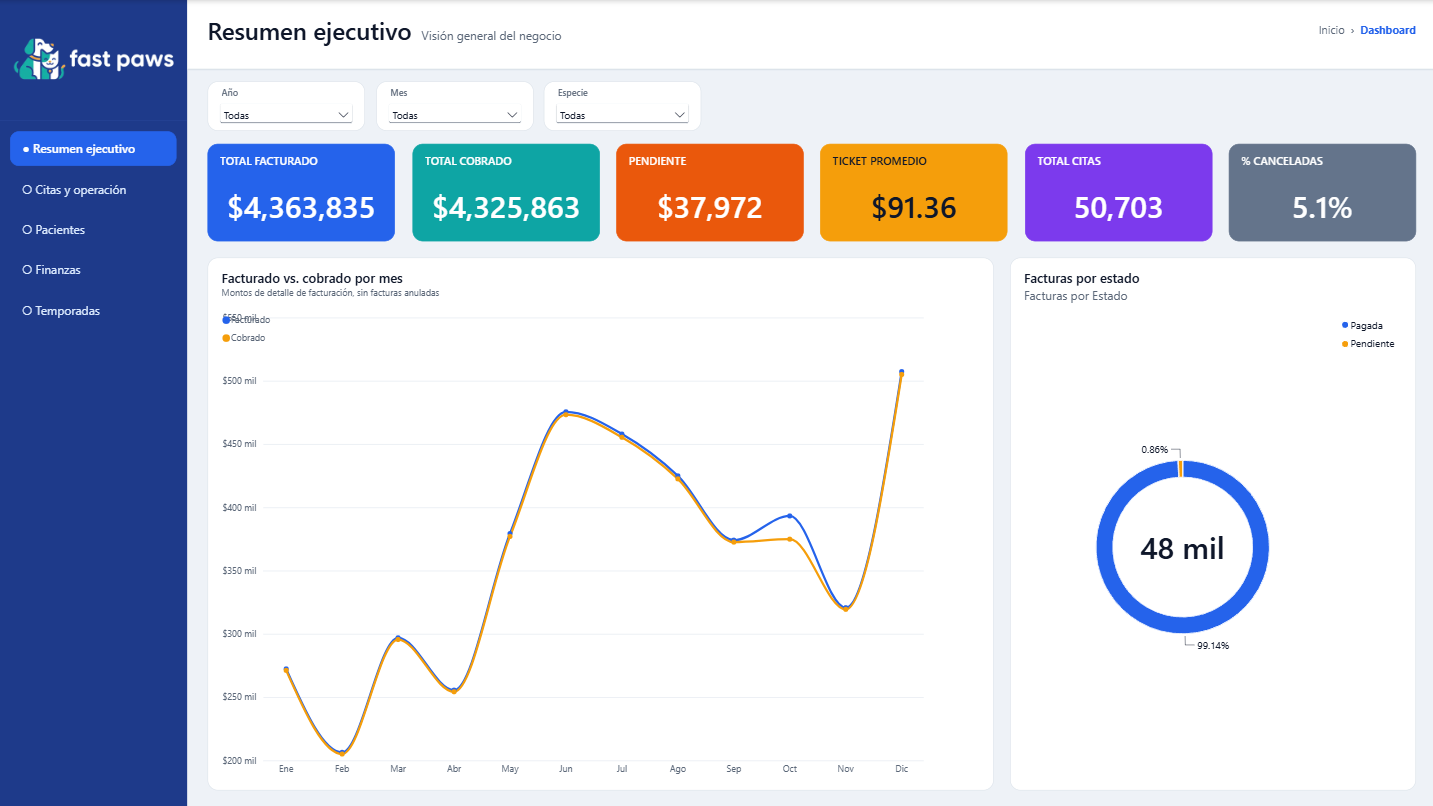 fast paws
● Resumen ejecutivo
○ Citas y operación
○ Pacientes
○ Finanzas
○ Temporadas
Resumen ejecutivo Visión general del negocio
Inicio › Dashboard
Año
Todas
Mes
Todas
Especie
Todas
TOTAL FACTURADO
$4,363,835
TOTAL COBRADO
$4,325,863
PENDIENTE
$37,972
TICKET PROMEDIO
$91.36
TOTAL CITAS
50,703
% CANCELADAS
5.1%
Facturado vs. cobrado por mes
Montos de detalle de facturación, sin facturas anuladas
$550 mil
Facturado
Cobrado
$500 mil
$450 mil
$400 mil
$350 mil
$300 mil
$250 mil
$200 mil
Ene Feb Mar Abr May Jun Jul Ago Sep Oct Nov Dic
Facturas por estado
Facturas por Estado
Pagada
Pendiente
0.86%
48 mil
99.14%